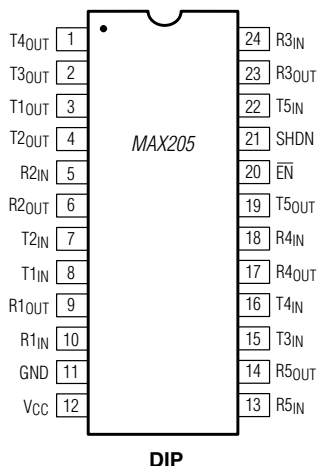 T4OUT 1 24 R3IN
T3OUT 2 23 R3OUT
T1OUT 3 22 T5IN
T2OUT 4 MAX205 21 SHDN
R2IN 5 20 E̅N̅
R2OUT 6 19 T5OUT
T2IN 7 18 R4IN
T1IN 8 17 R4OUT
R1OUT 9 16 T4IN
R1IN 10 15 T3IN
GND 11 14 R5OUT
VCC 12 13 R5IN
DIP